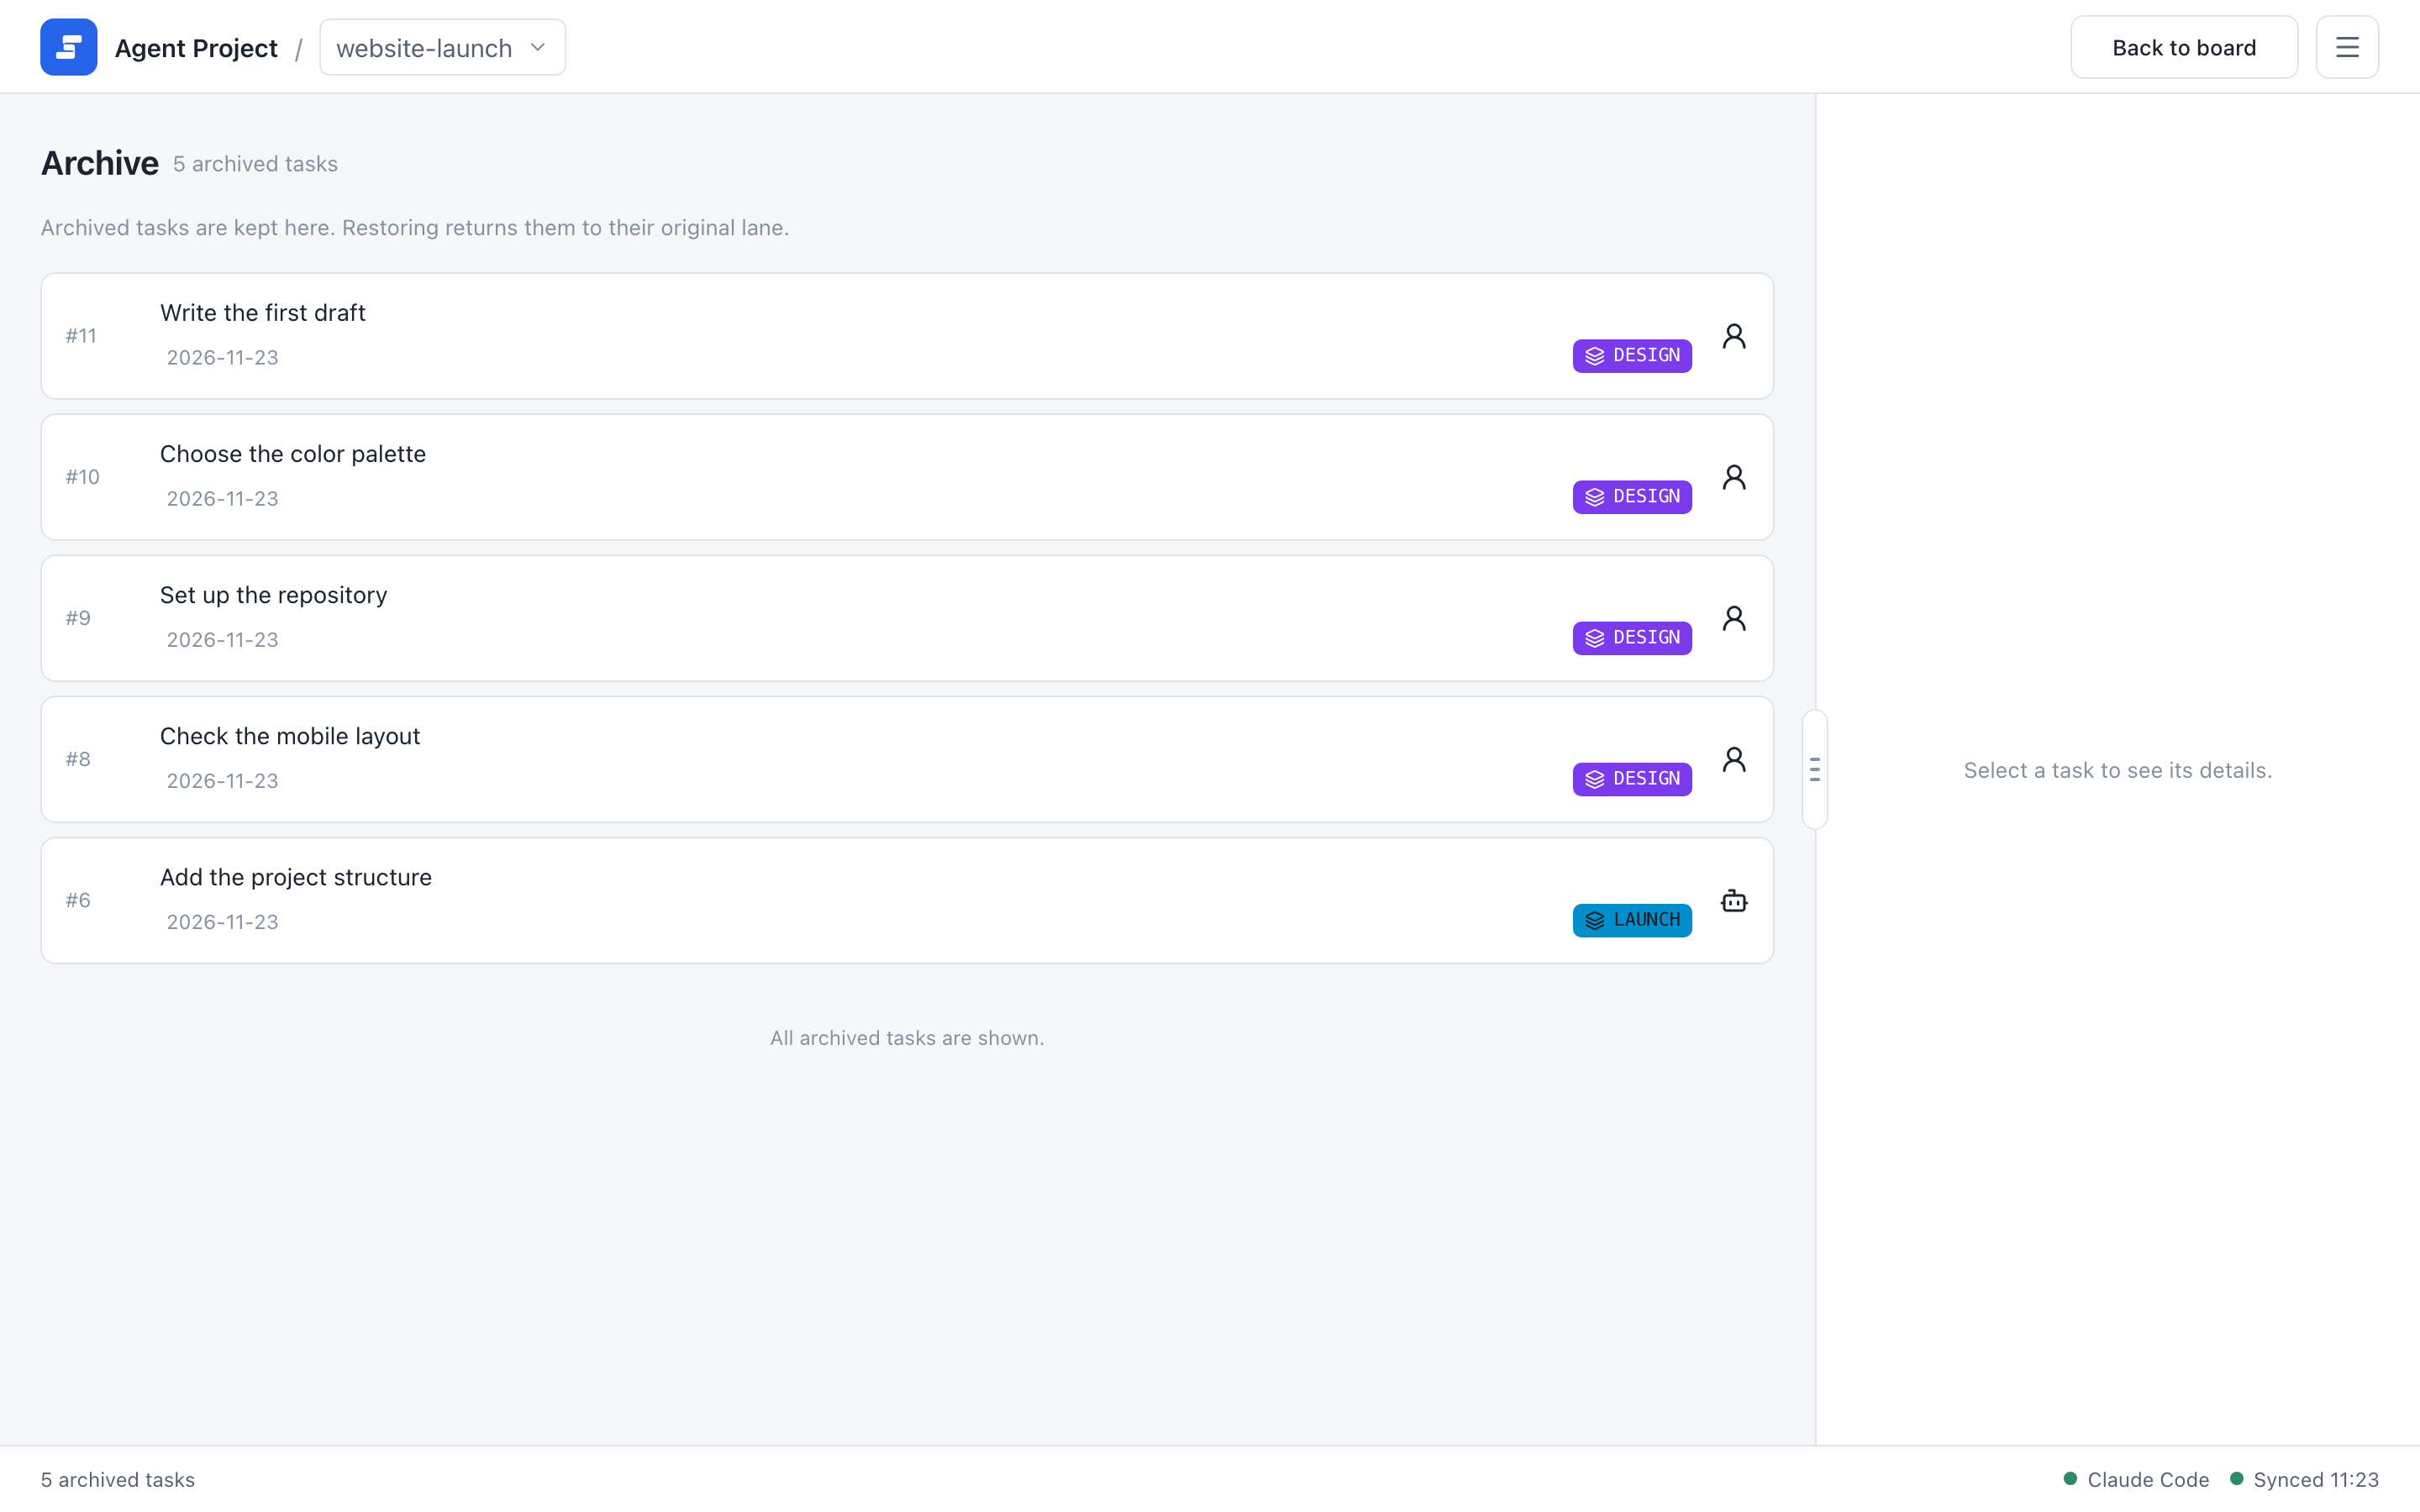 Agent Project / website-launch
Back to board
Archive 5 archived tasks
Archived tasks are kept here. Restoring returns them to their original lane.
#11
Write the first draft
2026-11-23
DESIGN
#10
Choose the color palette
2026-11-23
DESIGN
#9
Set up the repository
2026-11-23
DESIGN
#8
Check the mobile layout
2026-11-23
DESIGN
#6
Add the project structure
2026-11-23
LAUNCH
All archived tasks are shown.
Select a task to see its details.
5 archived tasks
Claude Code
Synced 11:23